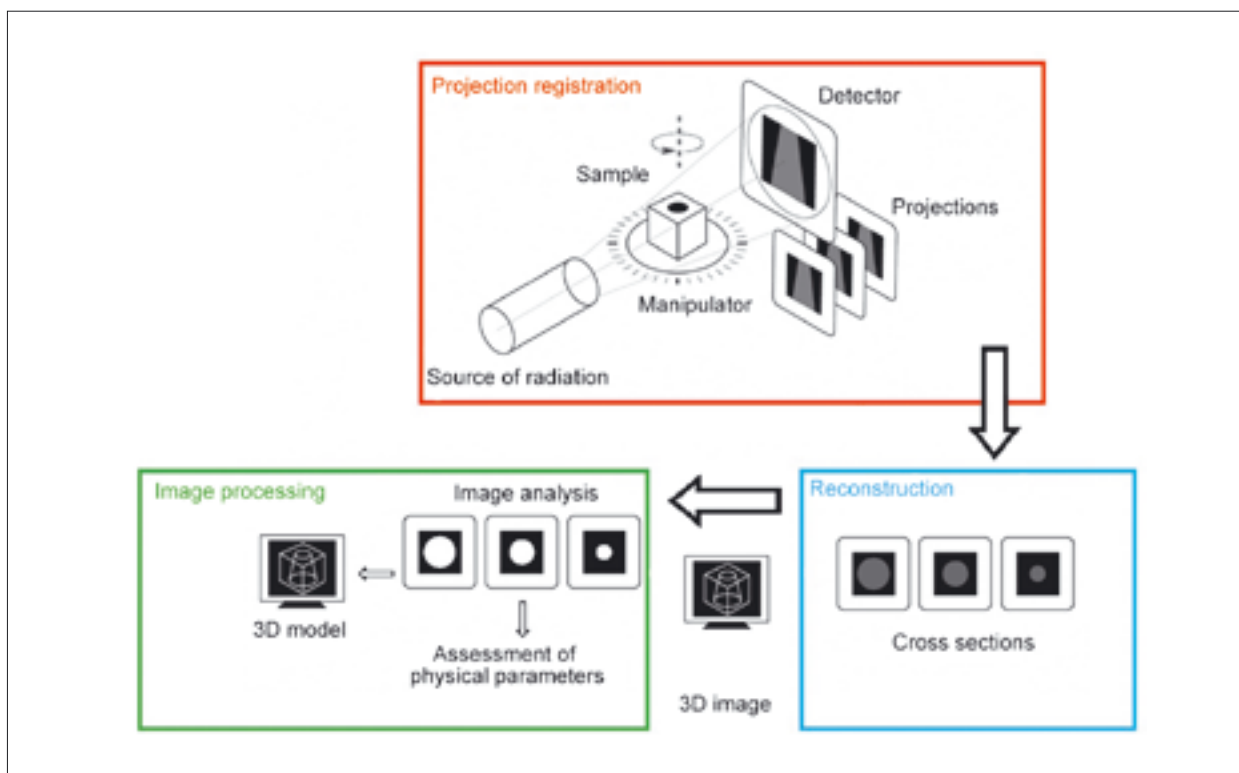 Projection registration
Detector
Sample
Projections
Manipulator
Source of radiation
Reconstruction
Cross sections
3D image
Image processing
Image analysis
3D model
Assessment of
physical parameters